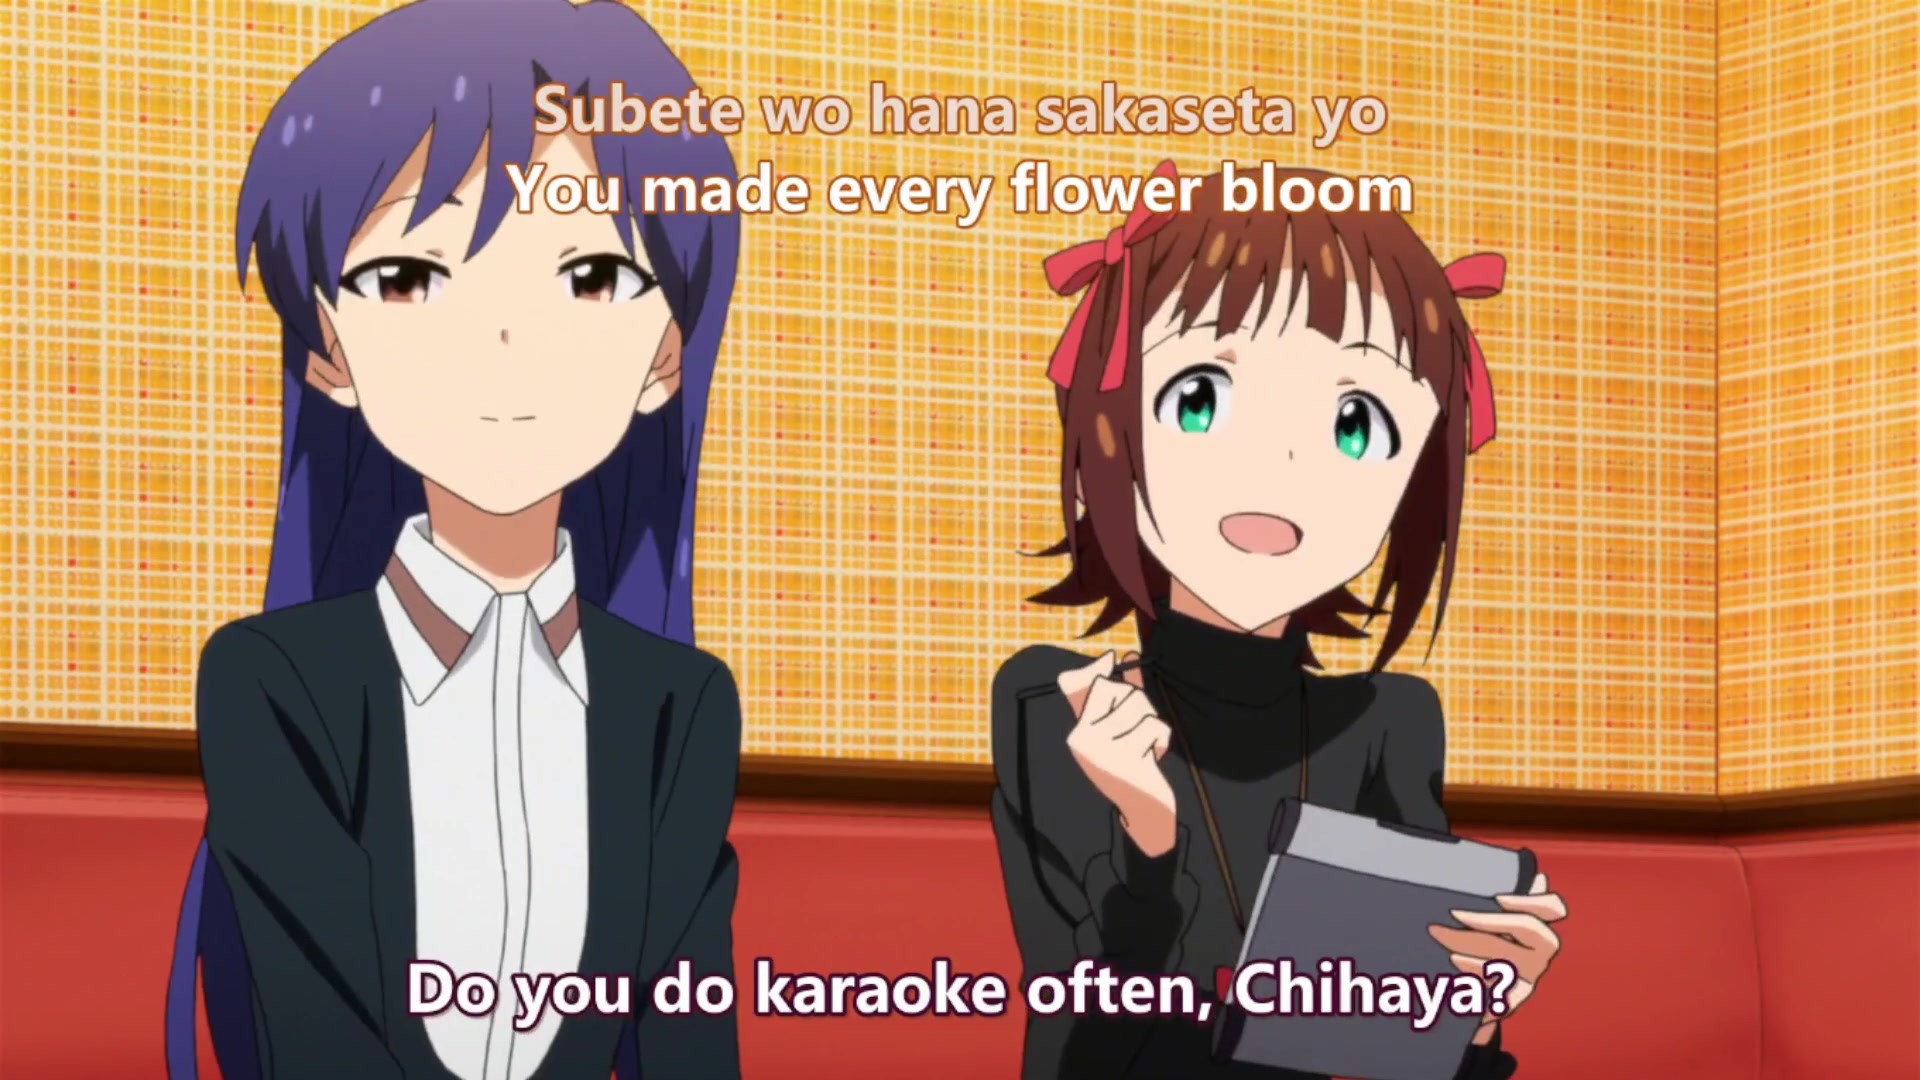 Subete wo hana sakaseta yo
You made every flower bloom
Do you do karaoke often, Chihaya?